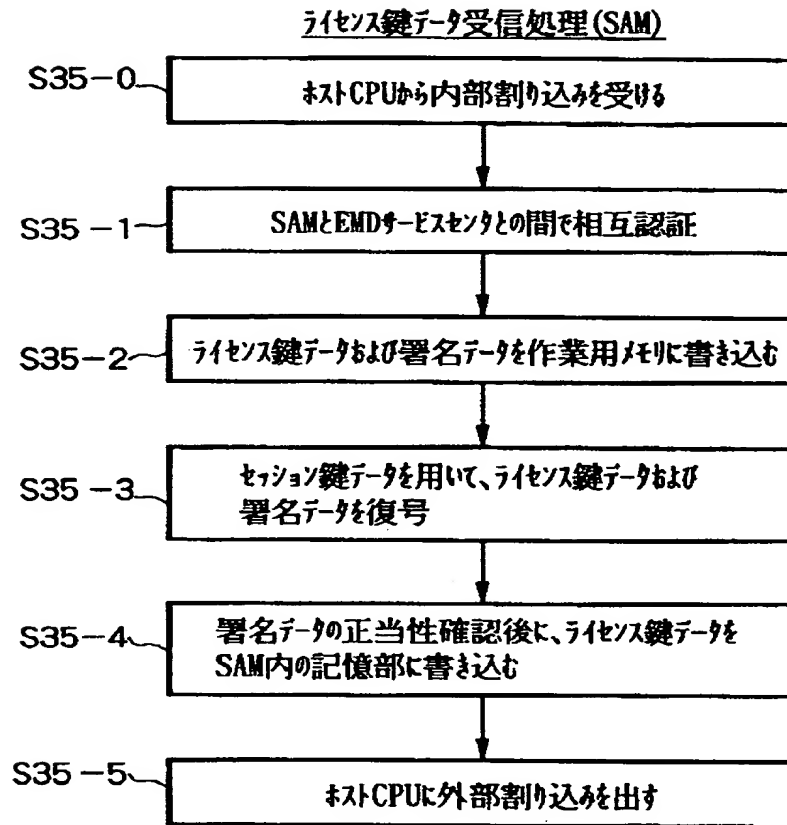 ライセンス鍵データ受信処理(SAM)
S35-0
ホストCPUから内部割り込みを受ける
S35-1
SAMとEMDサービスセンタとの間で相互認証
S35-2
ライセンス鍵データおよび署名データを作業用メモリに書き込む
S35-3
セッション鍵データを用いて、ライセンス鍵データおよび
署名データを復号
S35-4
署名データの正当性確認後に、ライセンス鍵データを
SAM内の記憶部に書き込む
S35-5
ホストCPUに外部割り込みを出す